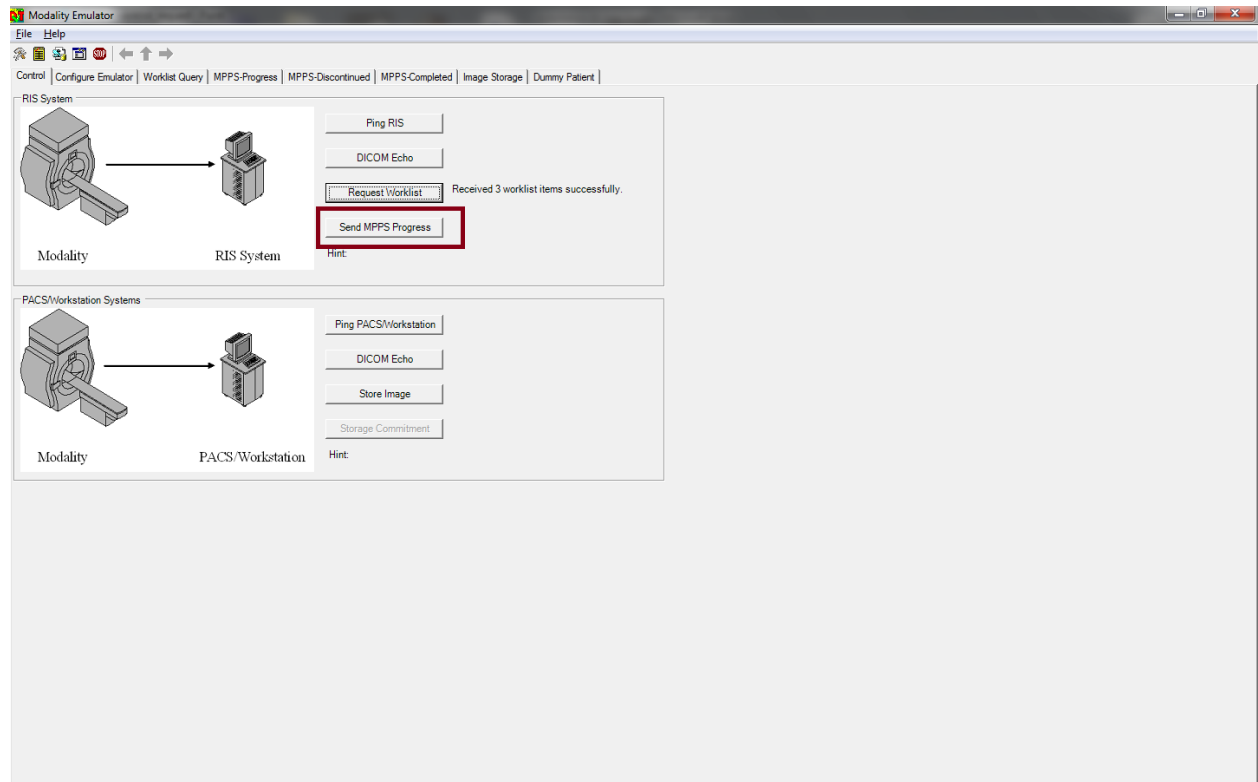 Modality Emulator
File Help
STOP
Control Configure Emulator Worklist Query MPPS-Progress MPPS-Discontinued MPPS-Completed Image Storage Dummy Patient
RIS System
Ping RIS
DICOM Echo
Request Worklist Received 3 worklist items successfully.
Send MPPS Progress
Modality RIS System Hint:
PACS/Workstation Systems
Ping PACS/Workstation
DICOM Echo
Store Image
Storage Commitment
Modality PACS/Workstation Hint: